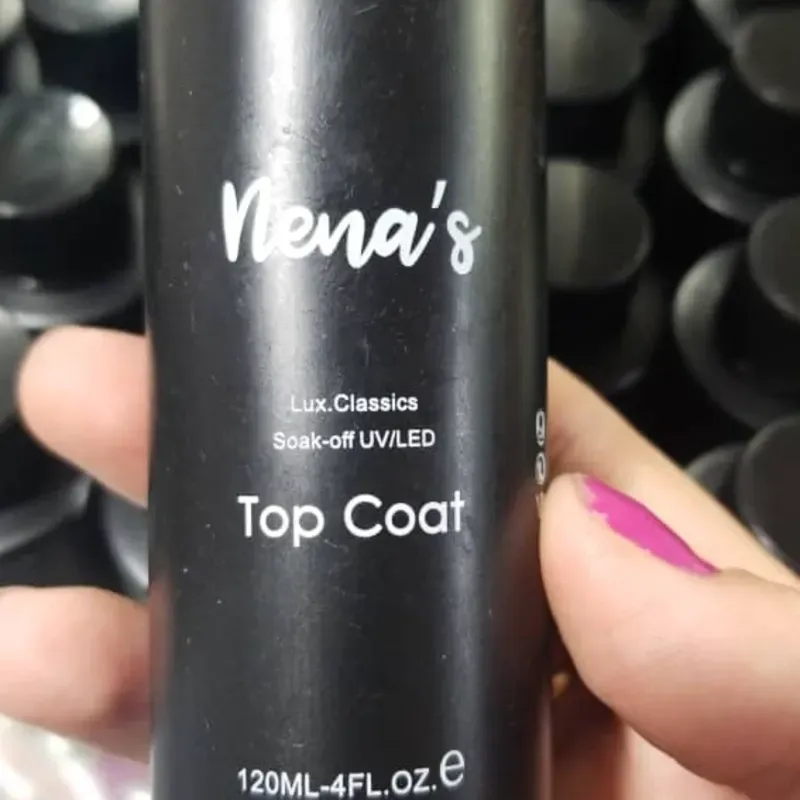 Nena's
Lux.Classics
Soak-off UV/LED
Top Coat
120ML-4FL.OZ.e